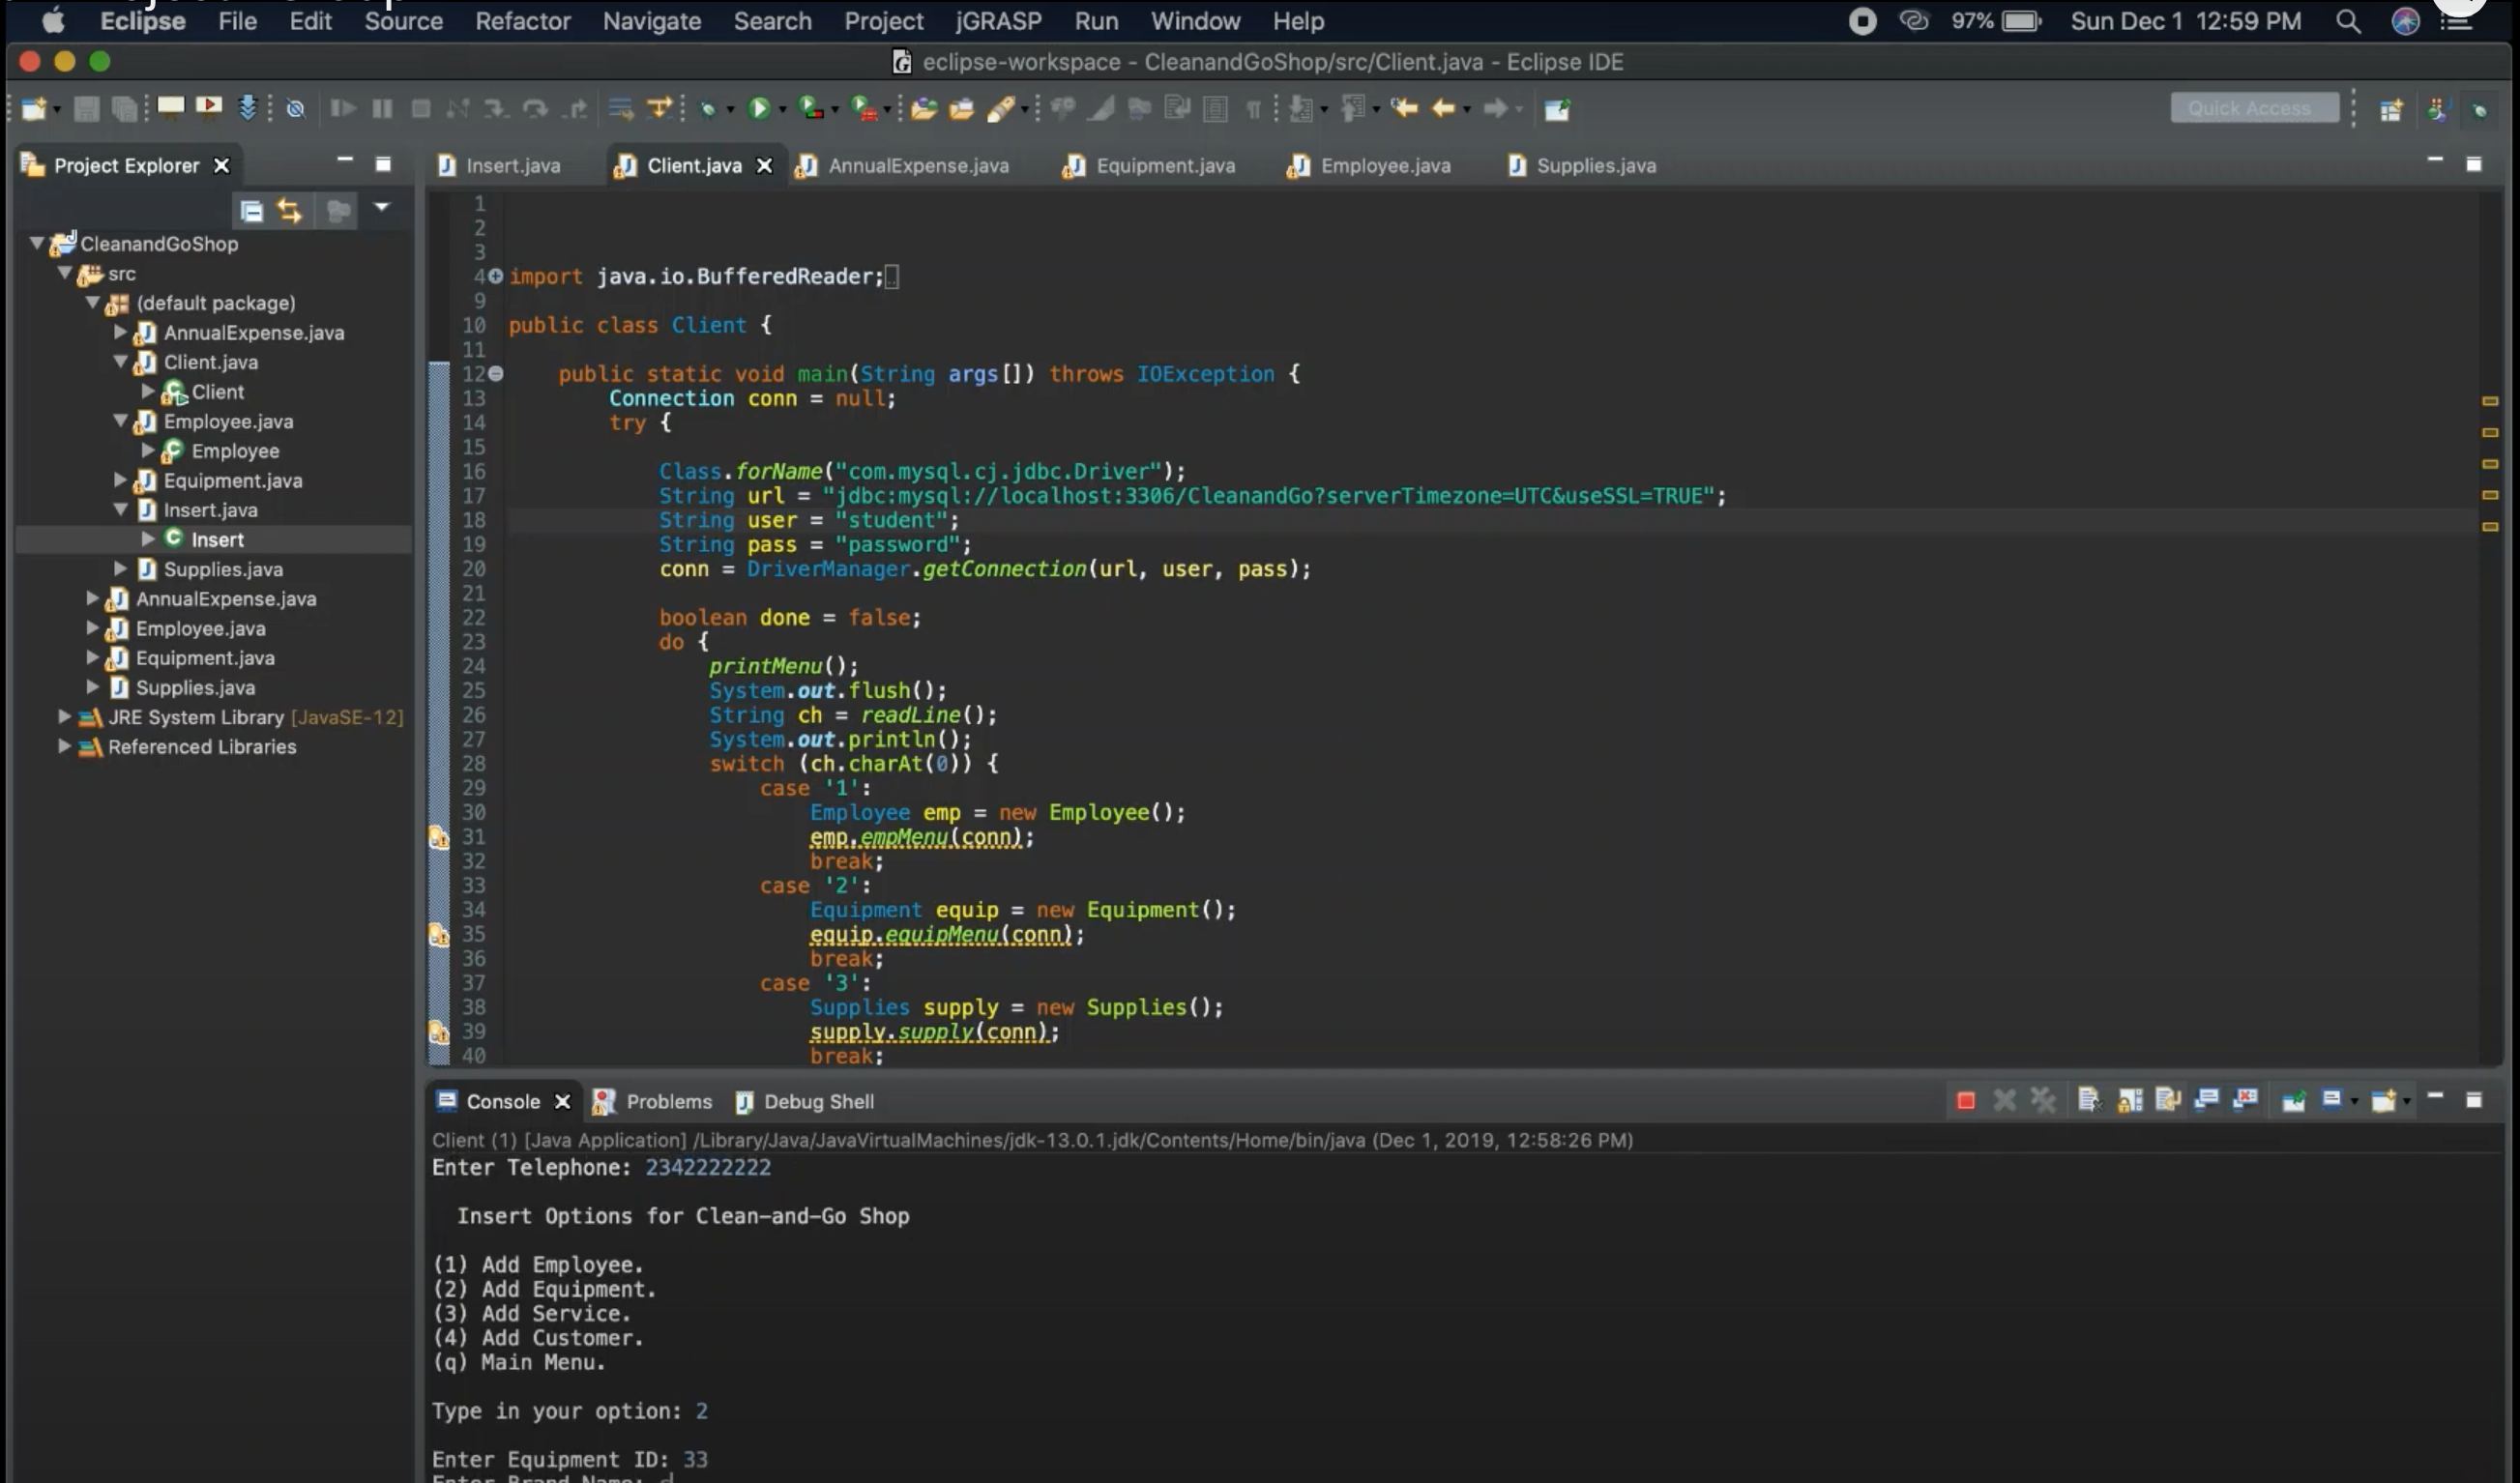 Eclipse File Edit Source Refactor Navigate Search Project jGRASP Run Window Help 97% Sun Dec 1 12:59 PM
eclipse-workspace - CleanandGoShop/src/Client.java - Eclipse IDE
Quick Access
Project Explorer
Insert.java Client.java AnnualExpense.java Equipment.java Employee.java Supplies.java
CleanandGoShop
src
(default package)
AnnualExpense.java
Client.java
Client
Employee.java
Employee
Equipment.java
Insert.java
Insert
Supplies.java
AnnualExpense.java
Employee.java
Equipment.java
Supplies.java
JRE System Library [JavaSE-12]
Referenced Libraries
1
2
3
4 import java.io.BufferedReader;
9
10 public class Client {
11
12 public static void main(String args[]) throws IOException {
13 Connection conn = null;
14 try {
15
16 Class.forName("com.mysql.cj.jdbc.Driver");
17 String url = "jdbc:mysql://localhost:3306/CleanandGo?serverTimezone=UTC&useSSL=TRUE";
18 String user = "student";
19 String pass = "password";
20 conn = DriverManager.getConnection(url, user, pass);
21
22 boolean done = false;
23 do {
24 printMenu();
25 System.out.flush();
26 String ch = readLine();
27 System.out.println();
28 switch (ch.charAt(0)) {
29 case '1':
30 Employee emp = new Employee();
31 emp.empMenu(conn);
32 break;
33 case '2':
34 Equipment equip = new Equipment();
35 equip.equipMenu(conn);
36 break;
37 case '3':
38 Supplies supply = new Supplies();
39 supply.supply(conn);
40 break;
Console Problems Debug Shell
Client (1) [Java Application] /Library/Java/JavaVirtualMachines/jdk-13.0.1.jdk/Contents/Home/bin/java (Dec 1, 2019, 12:58:26 PM)
Enter Telephone: 2342222222
Insert Options for Clean-and-Go Shop
(1) Add Employee.
(2) Add Equipment.
(3) Add Service.
(4) Add Customer.
(q) Main Menu.
Type in your option: 2
Enter Equipment ID: 33
Enter Brand Name: